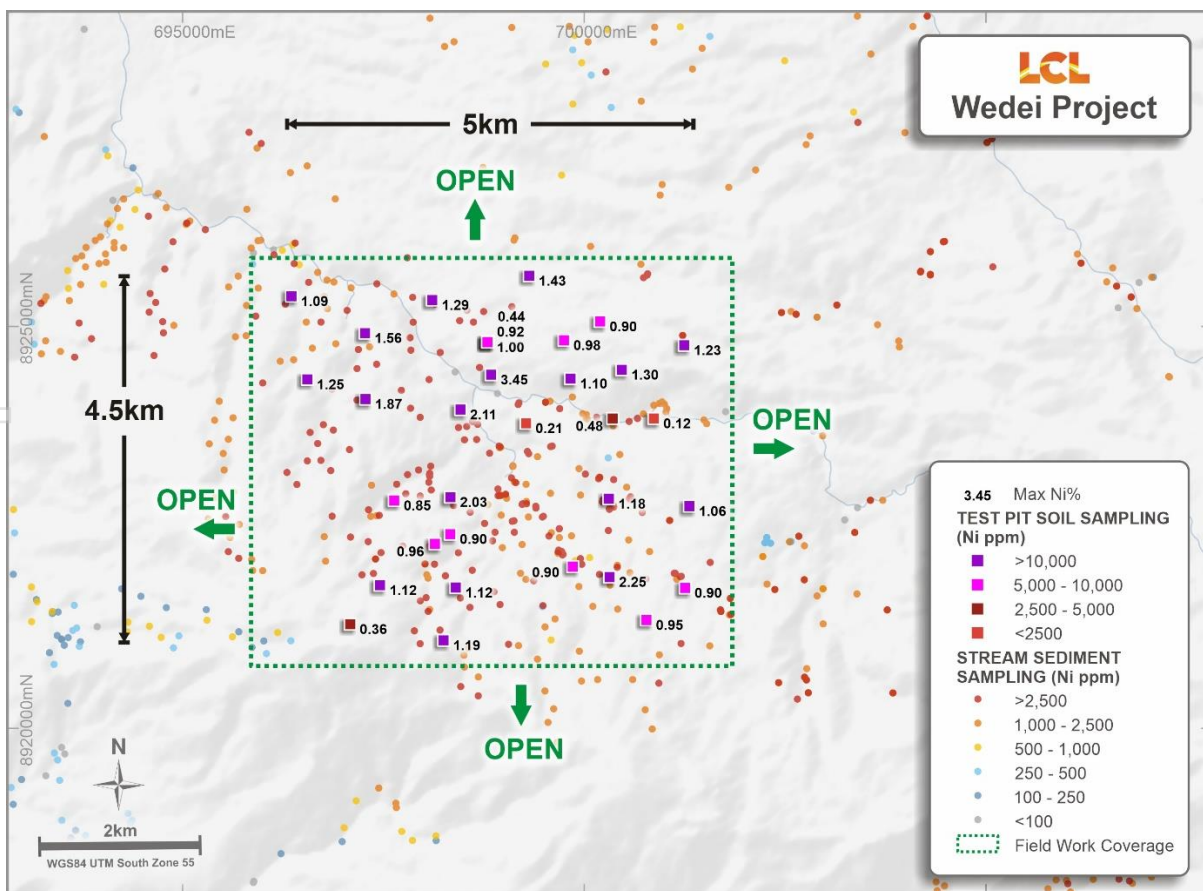 695000mE
700000mE
LCL
Wedei Project
5km
OPEN
8925000mN
4.5km
1.43
1.09
1.29
0.44
0.92
1.00
0.90
1.56
0.98
1.23
1.25
3.45
1.10
1.30
1.87
2.11
0.21
0.48
0.12
OPEN
OPEN
0.85
2.03
1.18
1.06
0.90
0.96
0.90
2.25
0.90
1.12
1.12
0.36
0.95
1.19
OPEN
8920000mN
N
2km
WGS84 UTM South Zone 55
3.45 Max Ni%
TEST PIT SOIL SAMPLING
(Ni ppm)
>10,000
5,000 - 10,000
2,500 - 5,000
<2500
STREAM SEDIMENT
SAMPLING (Ni ppm)
>2,500
1,000 - 2,500
500 - 1,000
250 - 500
100 - 250
<100
Field Work Coverage